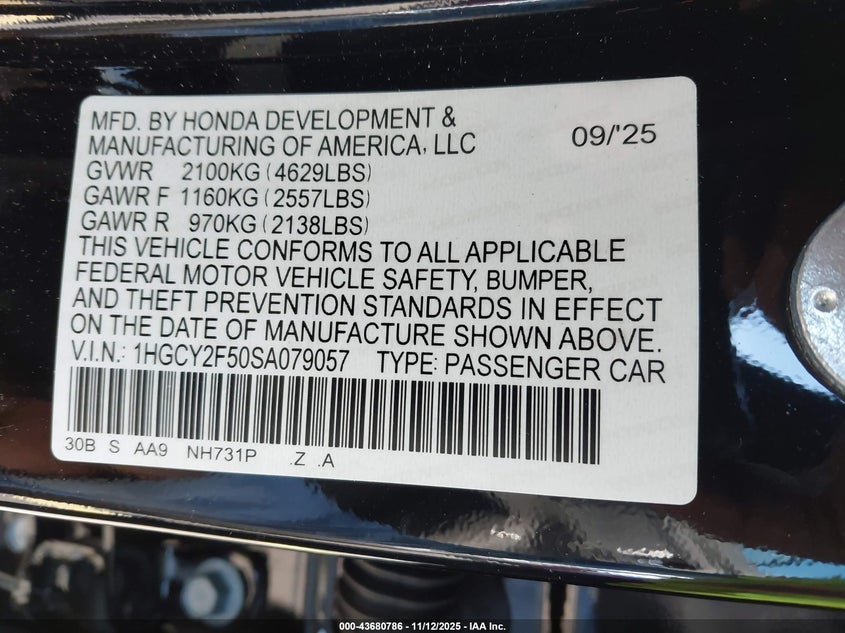 MFD. BY HONDA DEVELOPMENT &
MANUFACTURING OF AMERICA, LLC 09/'25
GVWR 2100KG (4629LBS)
GAWR F 1160KG (2557LBS)
GAWR R 970KG (2138LBS)
THIS VEHICLE CONFORMS TO ALL APPLICABLE
FEDERAL MOTOR VEHICLE SAFETY, BUMPER,
AND THEFT PREVENTION STANDARDS IN EFFECT
ON THE DATE OF MANUFACTURE SHOWN ABOVE.
V.I.N.: 1HGCY2F50SA079057 TYPE: PASSENGER CAR
30B S AA9 NH731P .Z .A
000-43680786 - 11/12/2025 - IAA Inc.